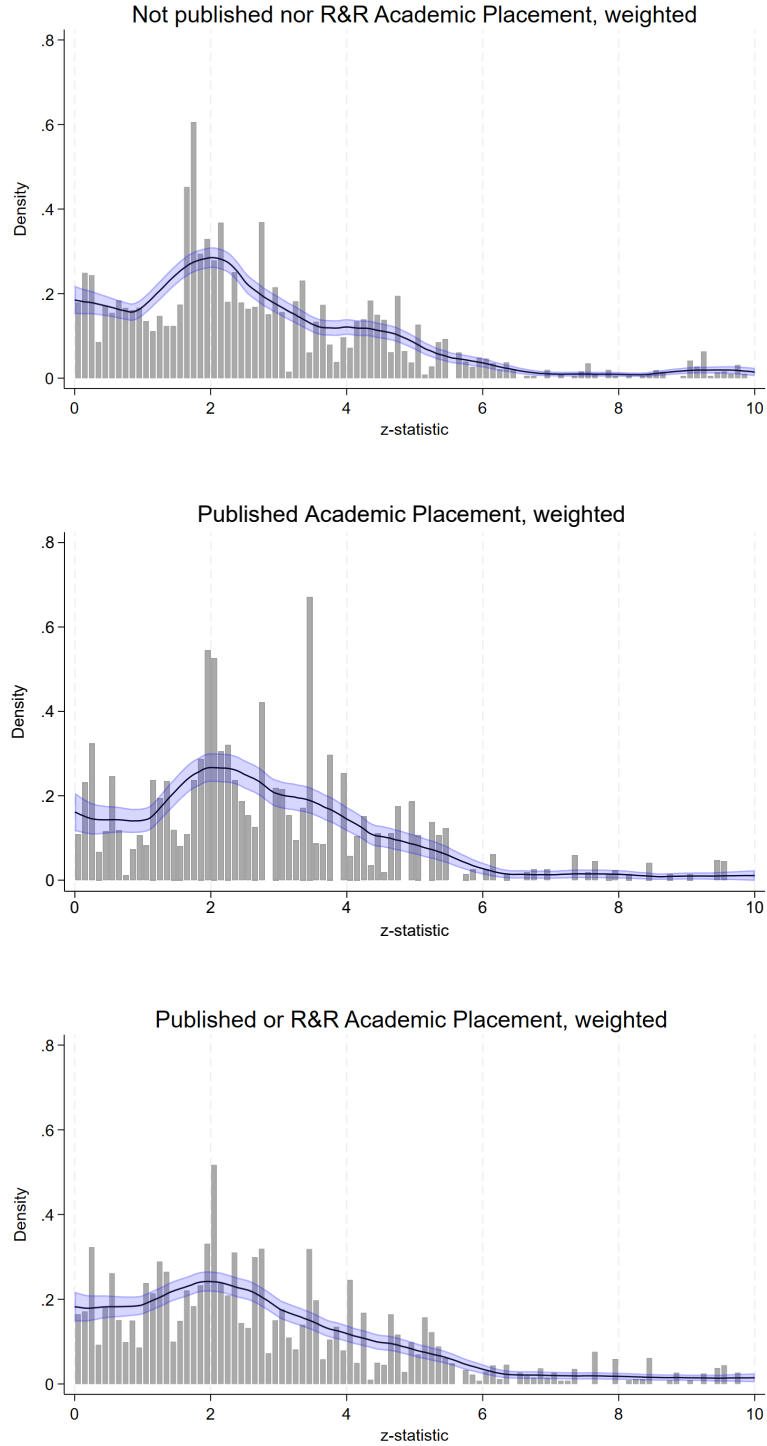 Not published nor R&R Academic Placement, weighted
.8
.6
.4
.2
0
Density
0 2 4 6 8 10
z-statistic
Published Academic Placement, weighted
.8
.6
.4
.2
0
Density
0 2 4 6 8 10
z-statistic
Published or R&R Academic Placement, weighted
.8
.6
.4
.2
0
Density
0 2 4 6 8 10
z-statistic